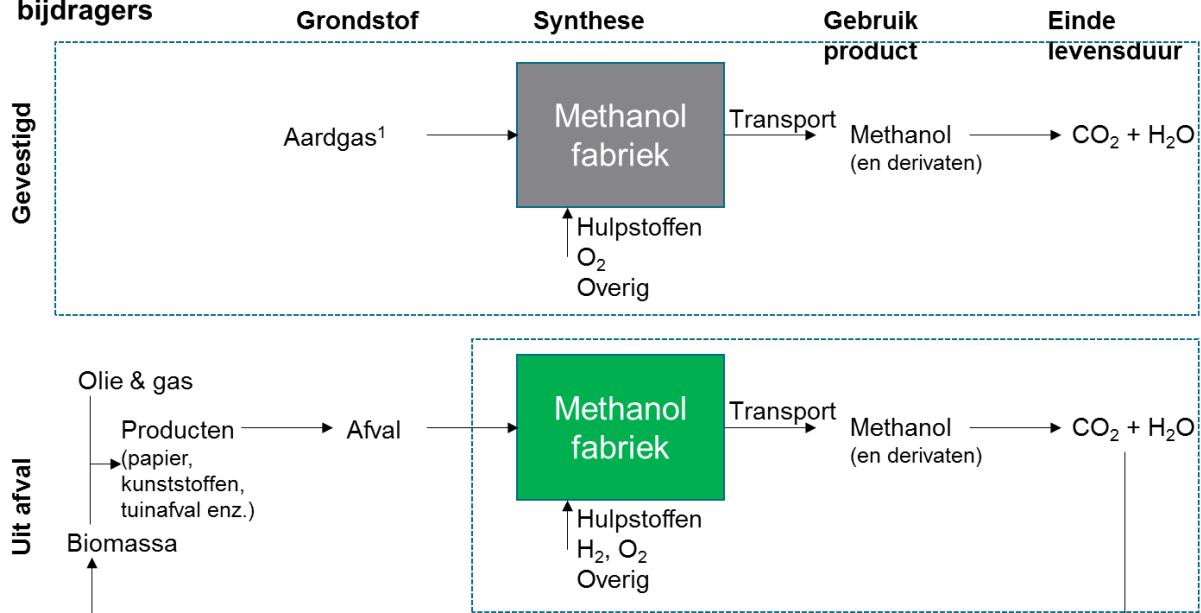 bijdragers
Grondstof
Synthese
Gebruik
product
Einde
levensduur
Gevestigd
Aardgas¹
Methanol
fabriek
Transport
Methanol
(en derivaten)
CO₂ + H₂O
Hulpstoffen
O₂
Overig
Uit afval
Olie & gas
Producten
(papier,
kunststoffen,
tuinafval enz.)
Biomassa
Afval
Methanol
fabriek
Transport
Methanol
(en derivaten)
CO₂ + H₂O
Hulpstoffen
H₂, O₂
Overig